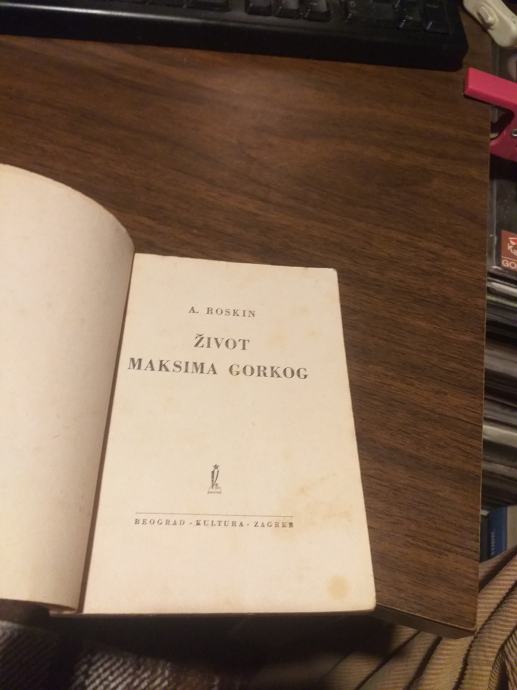 A. ROSKIN
ŽIVOT
MAKSIMA GORKOG
BEOGRAD - KULTURA - ZAGREB